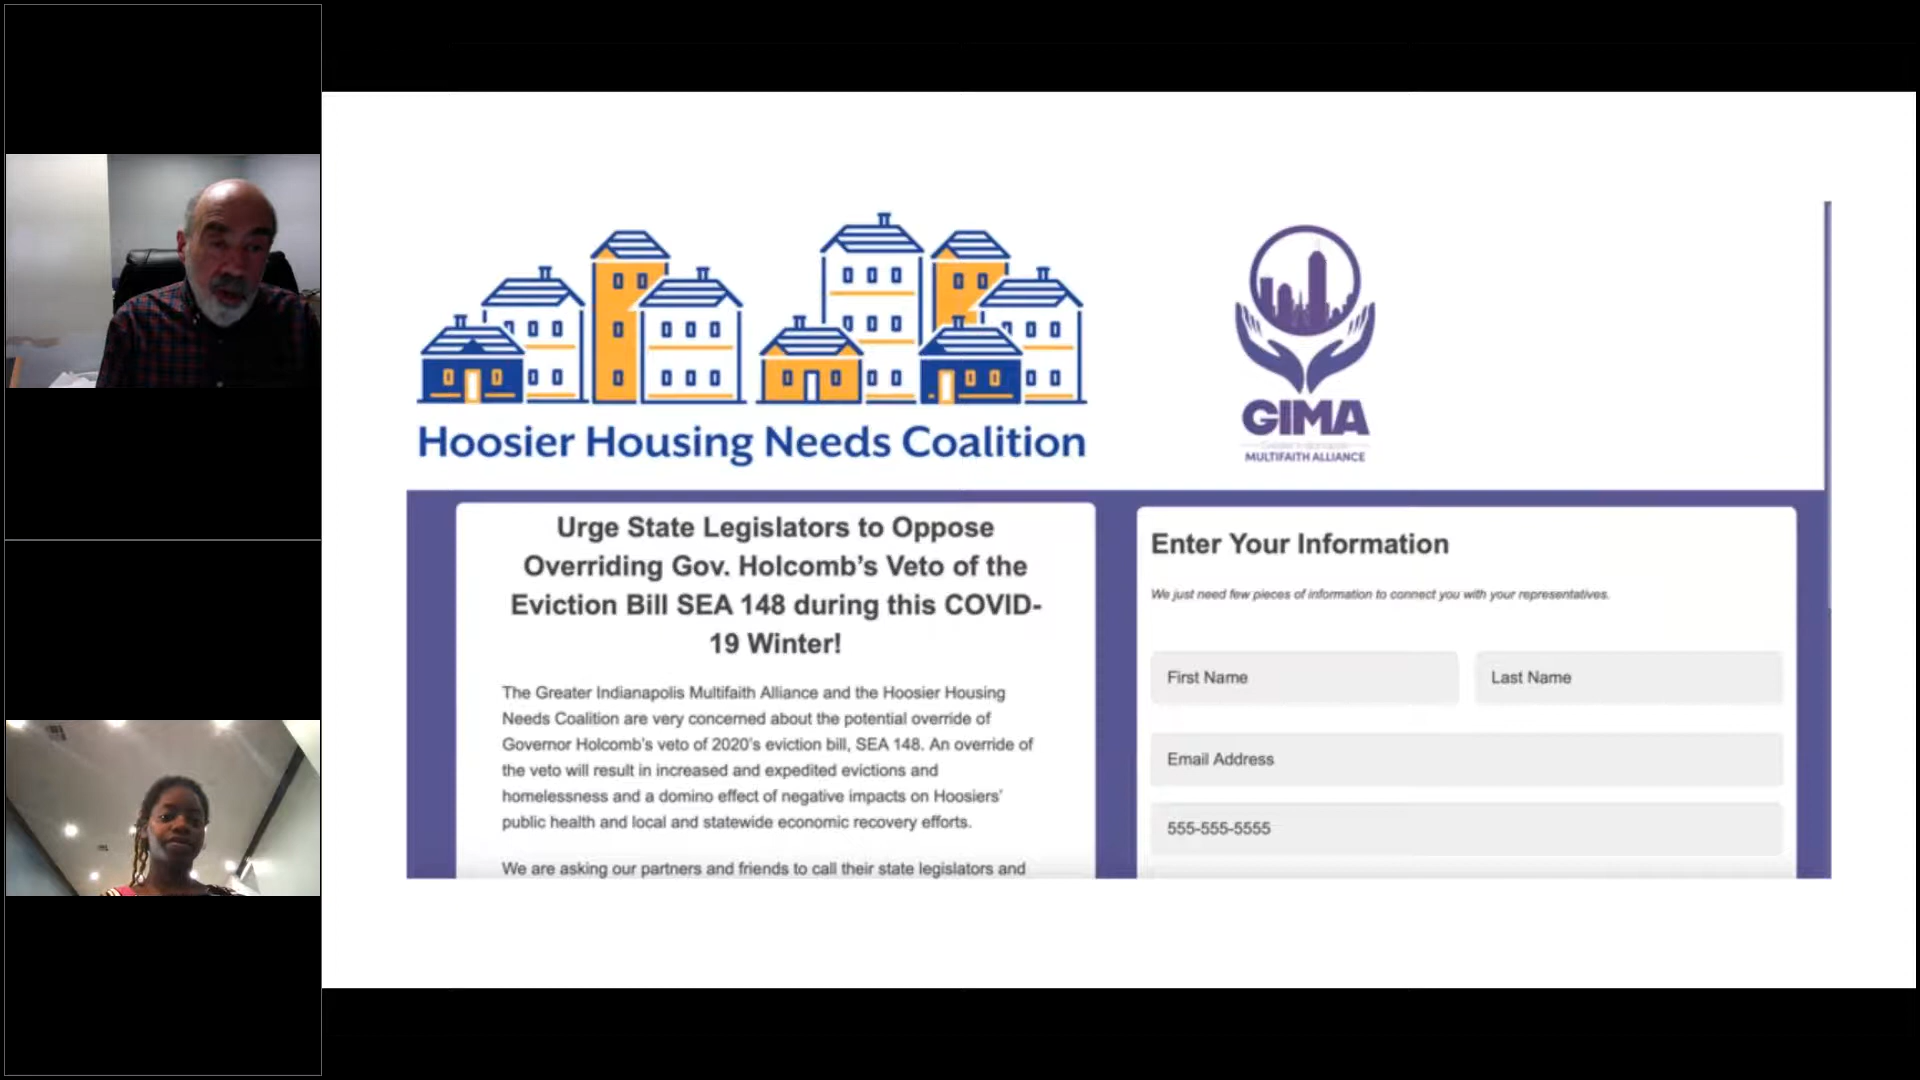 Hoosier Housing Needs Coalition
GIMA
MULTIFAITH ALLIANCE
Urge State Legislators to Oppose
Overriding Gov. Holcomb's Veto of the
Eviction Bill SEA 148 during this COVID-
19 Winter!
The Greater Indianapolis Multifaith Alliance and the Hoosier Housing
Needs Coalition are very concerned about the potential override of
Governor Holcomb's veto of 2020's eviction bill, SEA 148. An override of
the veto will result in increased and expedited evictions and
homelessness and a domino effect of negative impacts on Hoosiers'
public health and local and statewide economic recovery efforts.
We are asking our partners and friends to call their state legislators and
Enter Your Information
We just need few pieces of information to connect you with your representatives.
First Name
Last Name
Email Address
555-555-5555